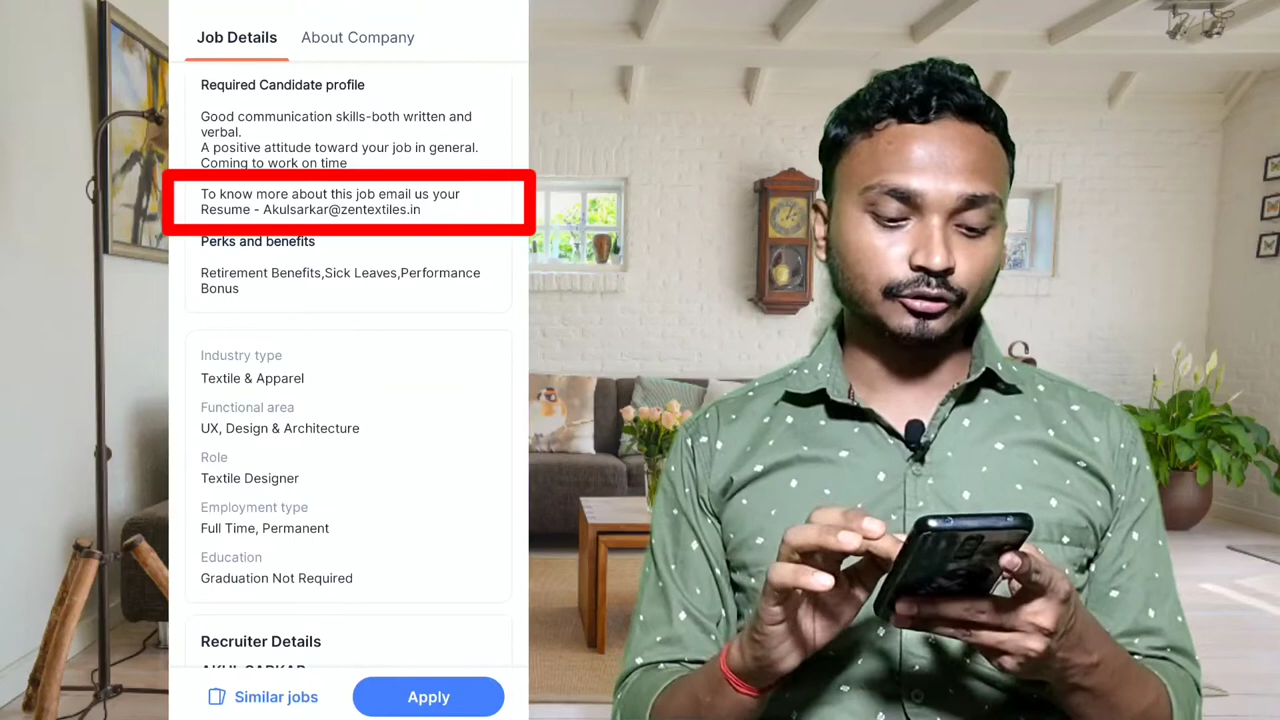 Job Details
About Company
Required Candidate profile
Good communication skills-both written and
verbal.
A positive attitude toward your job in general.
Coming to work on time
To know more about this job email us your
Resume - Akulsarkar@zentextiles.in
Perks and benefits
Retirement Benefits,Sick Leaves,Performance
Bonus
Industry type
Textile & Apparel
Functional area
UX, Design & Architecture
Role
Textile Designer
Employment type
Full Time, Permanent
Education
Graduation Not Required
Recruiter Details
AKUL SARKAR
Similar jobs
Apply